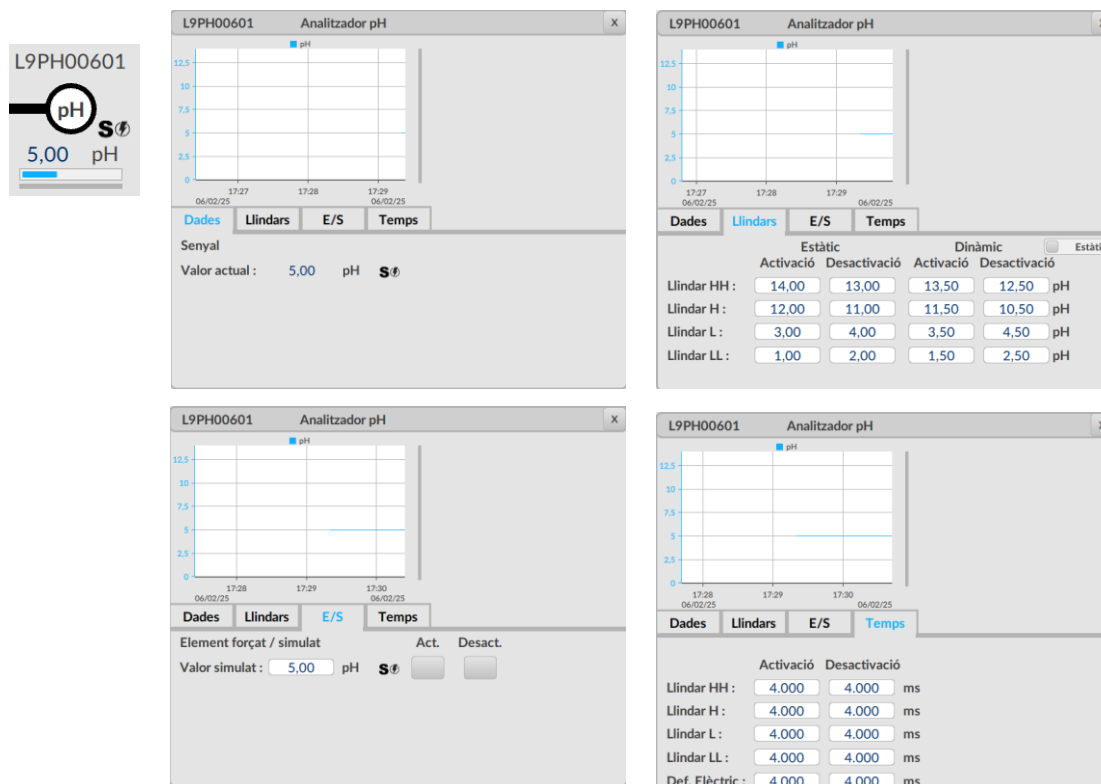 L9PH00601
pH
S
5,00 pH
L9PH00601 Analitzador pH X
pH
12,5
10
7,5
5
2,5
0
17:27 17:28 17:29
06/02/25 06/02/25
Dades Llindars E/S Temps
Senyal
Valor actual : 5,00 pH S
L9PH00601 Analitzador pH
pH
12,5
10
7,5
5
2,5
0
17:27 17:28 17:29
06/02/25 06/02/25
Dades Llindars E/S Temps
Estàtic Dinàmic Estàti
Activació Desactivació Activació Desactivació
Llindar HH : 14,00 13,00 13,50 12,50 pH
Llindar H : 12,00 11,00 11,50 10,50 pH
Llindar L : 3,00 4,00 3,50 4,50 pH
Llindar LL : 1,00 2,00 1,50 2,50 pH
L9PH00601 Analitzador pH X
pH
12,5
10
7,5
5
2,5
0
17:28 17:29 17:30
06/02/25 06/02/25
Dades Llindars E/S Temps
Element forçat / simulat Act. Desact.
Valor simulat : 5,00 pH S
L9PH00601 Analitzador pH
pH
12,5
10
7,5
5
2,5
0
17:28 17:29 17:30
06/02/25 06/02/25
Dades Llindars E/S Temps
Activació Desactivació
Llindar HH : 4.000 4.000 ms
Llindar H : 4.000 4.000 ms
Llindar L : 4.000 4.000 ms
Llindar LL : 4.000 4.000 ms
Def. Elèctric : 4.000 4.000 ms